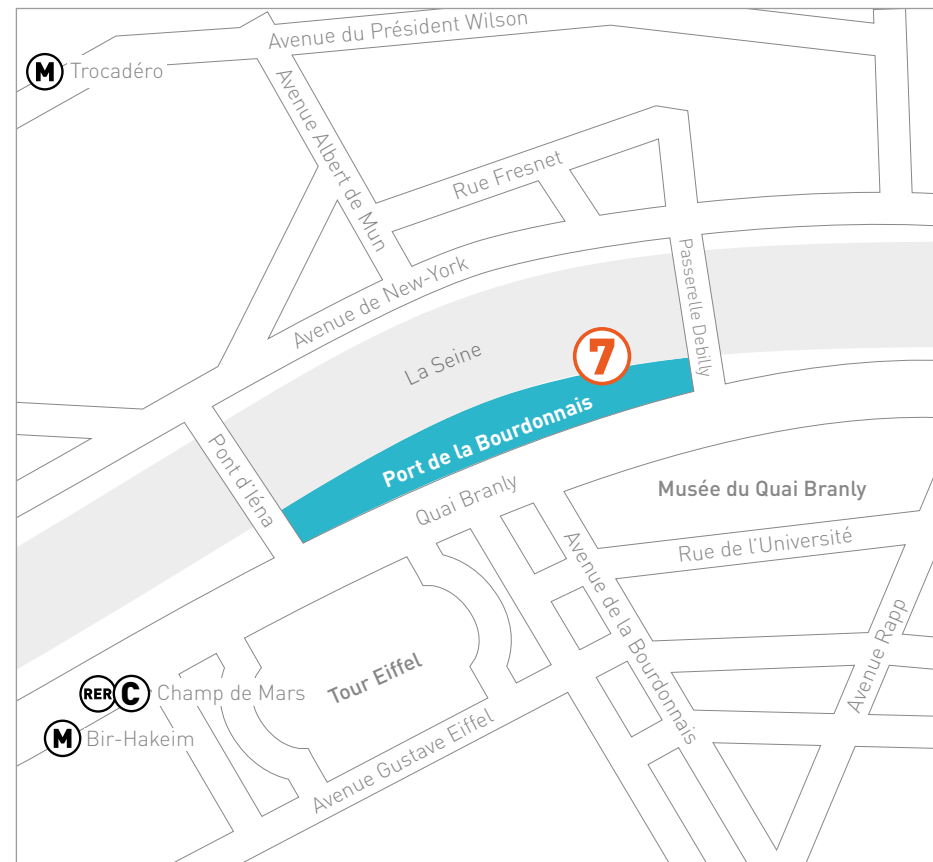 Avenue du Président Wilson
M Trocadéro
Avenue Albert de Mun
Rue Fresnet
Avenue de New-York
Passerelle Debilly
La Seine
7
Port de la Bourdonnais
Pont d'Iéna
Quai Branly
Musée du Quai Branly
Rue de l'Université
Avenue de la Bourdonnais
Avenue Rapp
Tour Eiffel
RER C Champ de Mars
M Bir-Hakeim
Avenue Gustave Eiffel